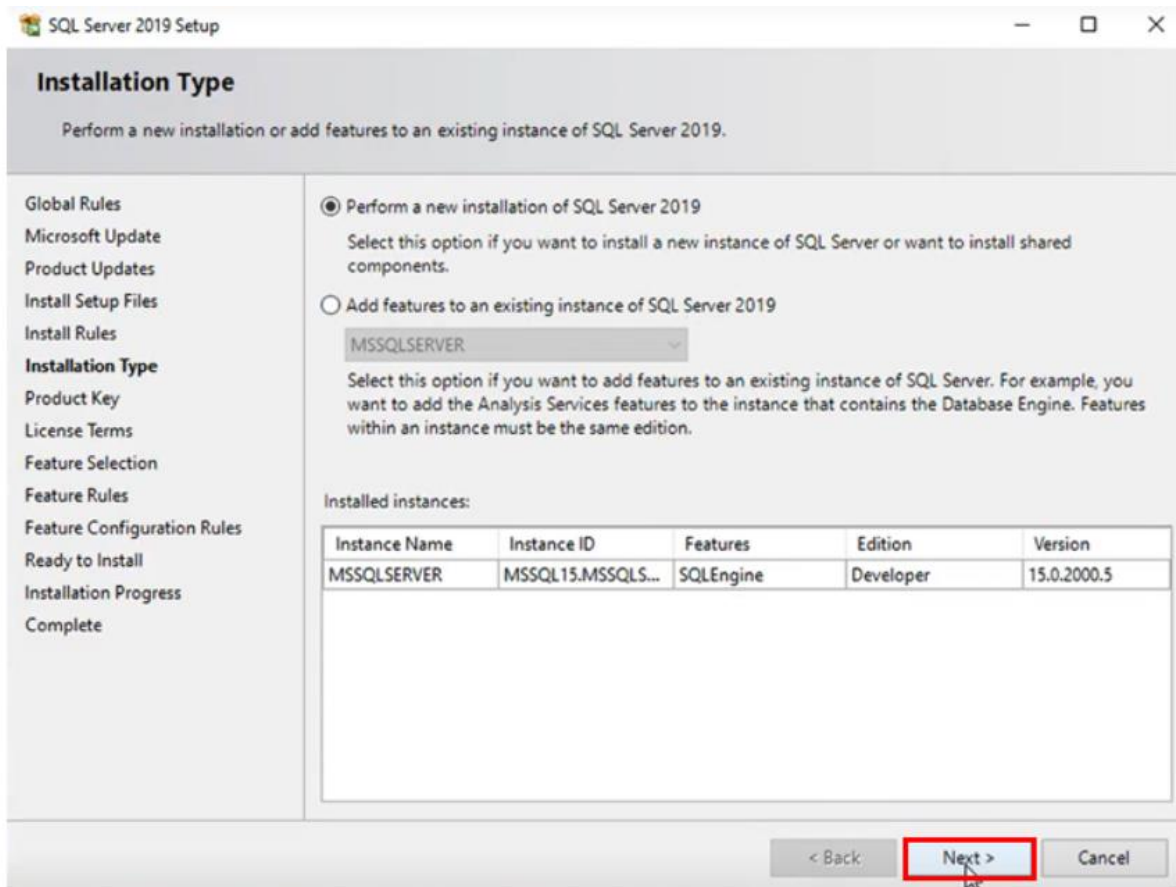 SQL Server 2019 Setup
Installation Type
Perform a new installation or add features to an existing instance of SQL Server 2019.
Global Rules
Microsoft Update
Product Updates
Install Setup Files
Install Rules
Installation Type
Product Key
License Terms
Feature Selection
Feature Rules
Feature Configuration Rules
Ready to Install
Installation Progress
Complete
Perform a new installation of SQL Server 2019
Select this option if you want to install a new instance of SQL Server or want to install shared
components.
Add features to an existing instance of SQL Server 2019
MSSQLSERVER
Select this option if you want to add features to an existing instance of SQL Server. For example, you
want to add the Analysis Services features to the instance that contains the Database Engine. Features
within an instance must be the same edition.
Installed instances:
Instance Name Instance ID Features Edition Version
MSSQLSERVER MSSQL15.MSSQLS... SQLEngine Developer 15.0.2000.5
< Back Next > Cancel